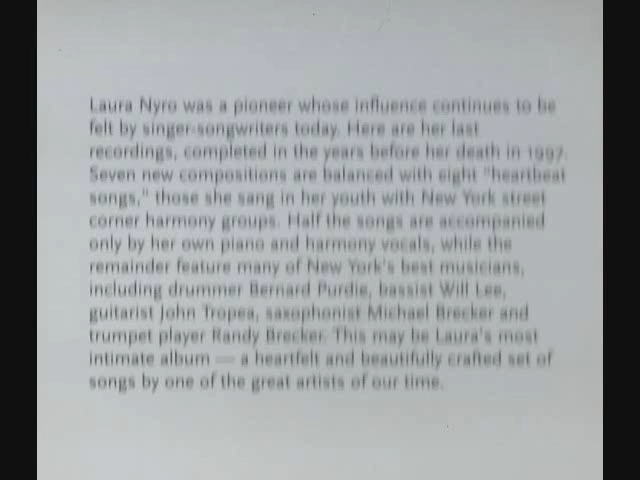 Laura Nyro was a pioneer whose influence continues to be
felt by singer-songwriters today. Here are her last
recordings, completed in the years before her death in 1997.
Seven new compositions are balanced with eight "heartbeat
songs," those she sang in her youth with New York street
corner harmony groups. Half the songs are accompanied
only by her own piano and harmony vocals, while the
remainder feature many of New York's best musicians,
including drummer Bernard Purdie, bassist Will Lee,
guitarist John Tropea, saxophonist Michael Brecker and
trumpet player Randy Brecker. This may be Laura's most
intimate album — a heartfelt and beautifully crafted set of
songs by one of the great artists of our time.